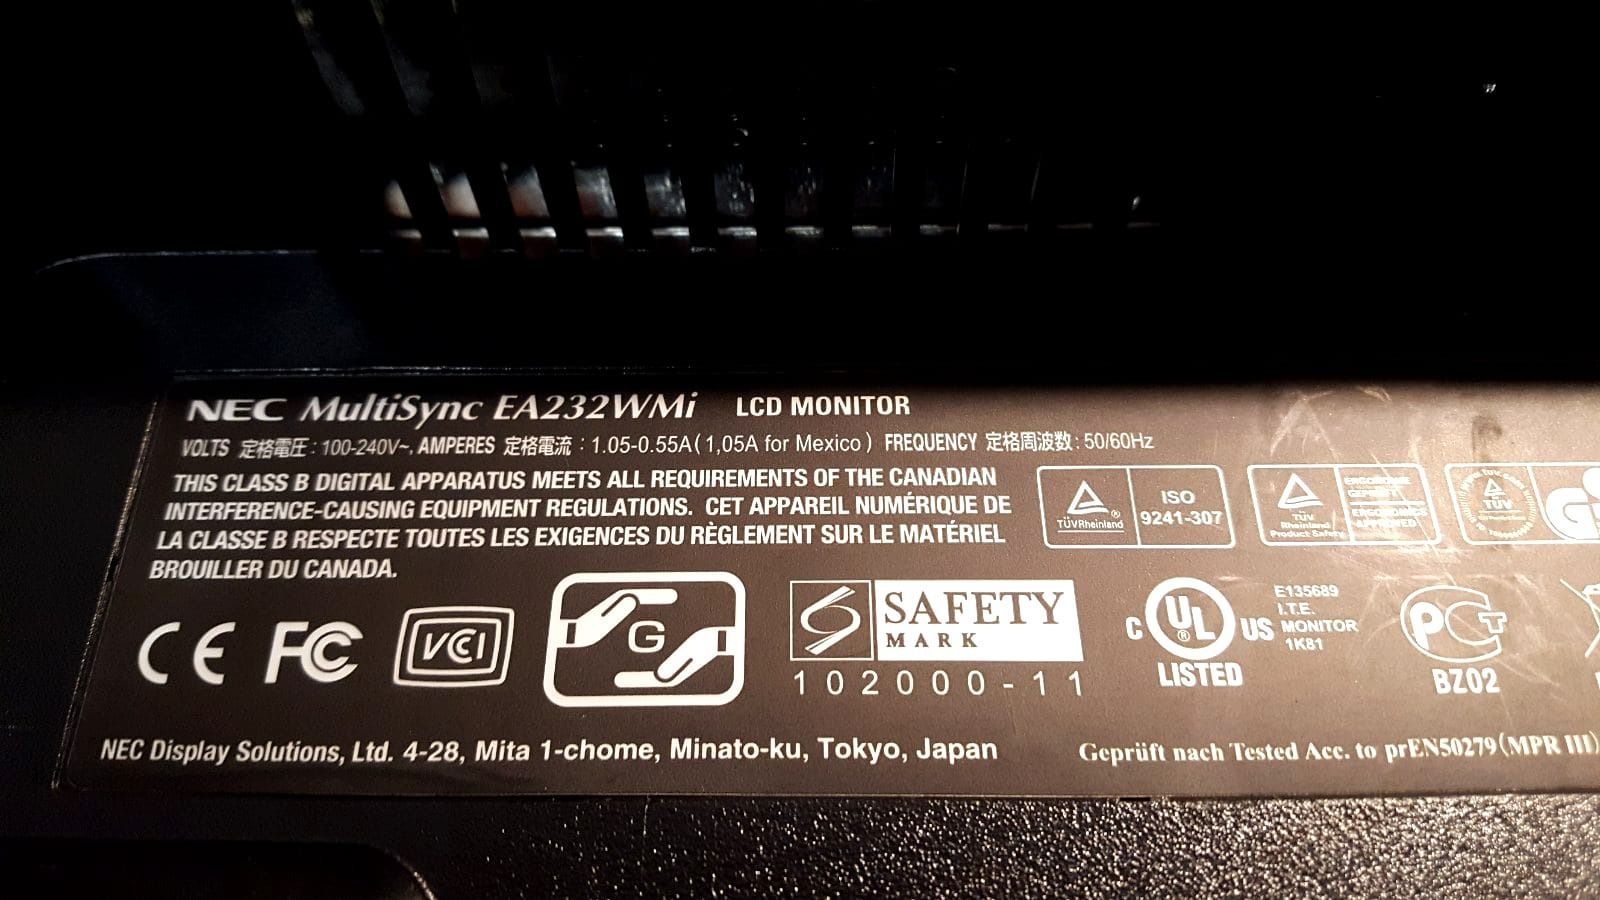 NEC MultiSync EA232WMi LCD MONITOR
VOLTS 定格電圧 : 100-240V~, AMPERES 定格電流 : 1.05-0.55A(1,05A for Mexico) FREQUENCY 定格周波数: 50/60Hz
THIS CLASS B DIGITAL APPARATUS MEETS ALL REQUIREMENTS OF THE CANADIAN
INTERFERENCE-CAUSING EQUIPMENT REGULATIONS. CET APPAREIL NUMÉRIQUE DE
LA CLASSE B RESPECTE TOUTES LES EXIGENCES DU RÈGLEMENT SUR LE MATÉRIEL
BROUILLER DU CANADA.
TÜVRheinland®
ISO
9241-307
TÜV
Rheinland
Product Safety
ERGONOMIE
GEPRÜFT
ERGONOMICS
APPROVED
TÜV
CE FC VCCI
G
SAFETY
MARK
102000-11
C UL® US
LISTED
E135689
I.T.E.
MONITOR
1K81
PCT
BZ02
NEC Display Solutions, Ltd. 4-28, Mita 1-chome, Minato-ku, Tokyo, Japan
Geprüft nach Tested Acc. to prEN50279(MPR III)